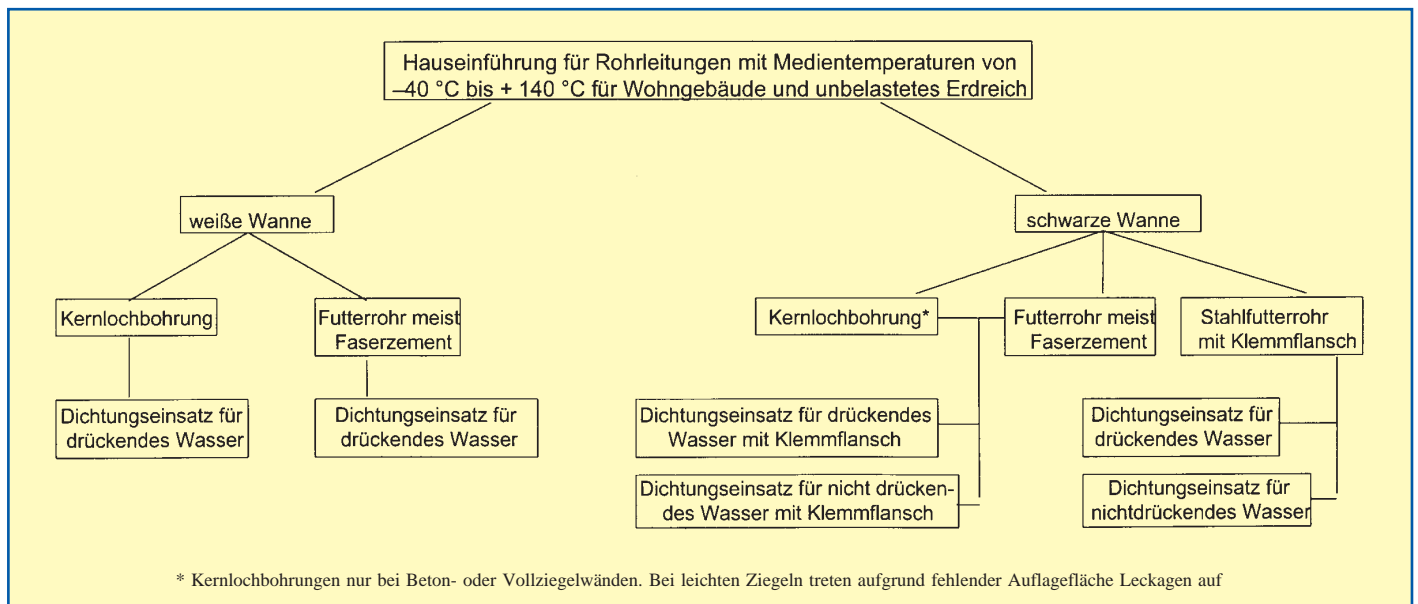 Hauseinführung für Rohrleitungen mit Medientemperaturen von
–40 °C bis + 140 °C für Wohngebäude und unbelastetes Erdreich
weiße Wanne
schwarze Wanne
Kernlochbohrung
Futterrohr meist
Faserzement
Kernlochbohrung*
Futterrohr meist
Faserzement
Stahlfutterrohr
mit Klemmflansch
Dichtungseinsatz für
drückendes Wasser
Dichtungseinsatz für
drückendes Wasser
Dichtungseinsatz für drückendes
Wasser mit Klemmflansch
Dichtungseinsatz für
drückendes Wasser
Dichtungseinsatz für nicht drücken-
des Wasser mit Klemmflansch
Dichtungseinsatz für
nichtdrückendes Wasser
* Kernlochbohrungen nur bei Beton- oder Vollziegelwänden. Bei leichten Ziegeln treten aufgrund fehlender Auflagefläche Leckagen auf